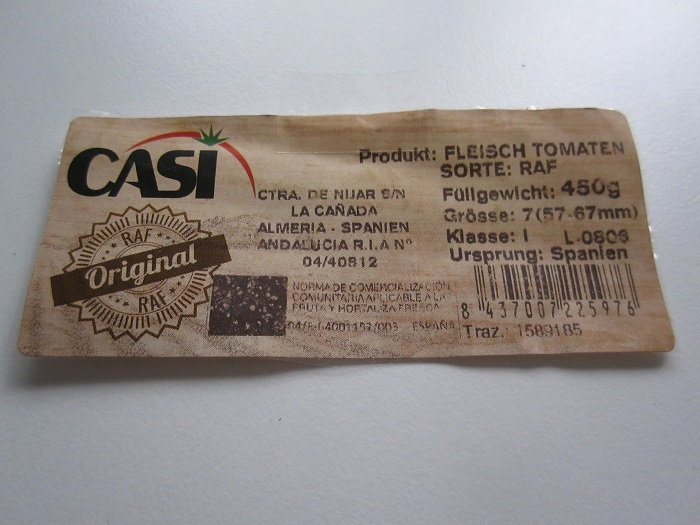 CASI
RAF
Original
RAF
CTRA. DE NIJAR S/N
LA CAÑADA
ALMERIA - SPANIEN
ANDALUCIA R.I.A Nº
04/40812
NORMA DE COMERCIALIZACION
COMUNITARIA APLICABLE A LA
FRUTA Y HORTALIZA FRESCA
ESPAÑA
Produkt: FLEISCH TOMATEN
SORTE: RAF
Füllgewicht: 450g
Grösse: 7(57-67mm)
Klasse: I L-0806
Ursprung: Spanien
8 437007 225976
Traz.: 1589185